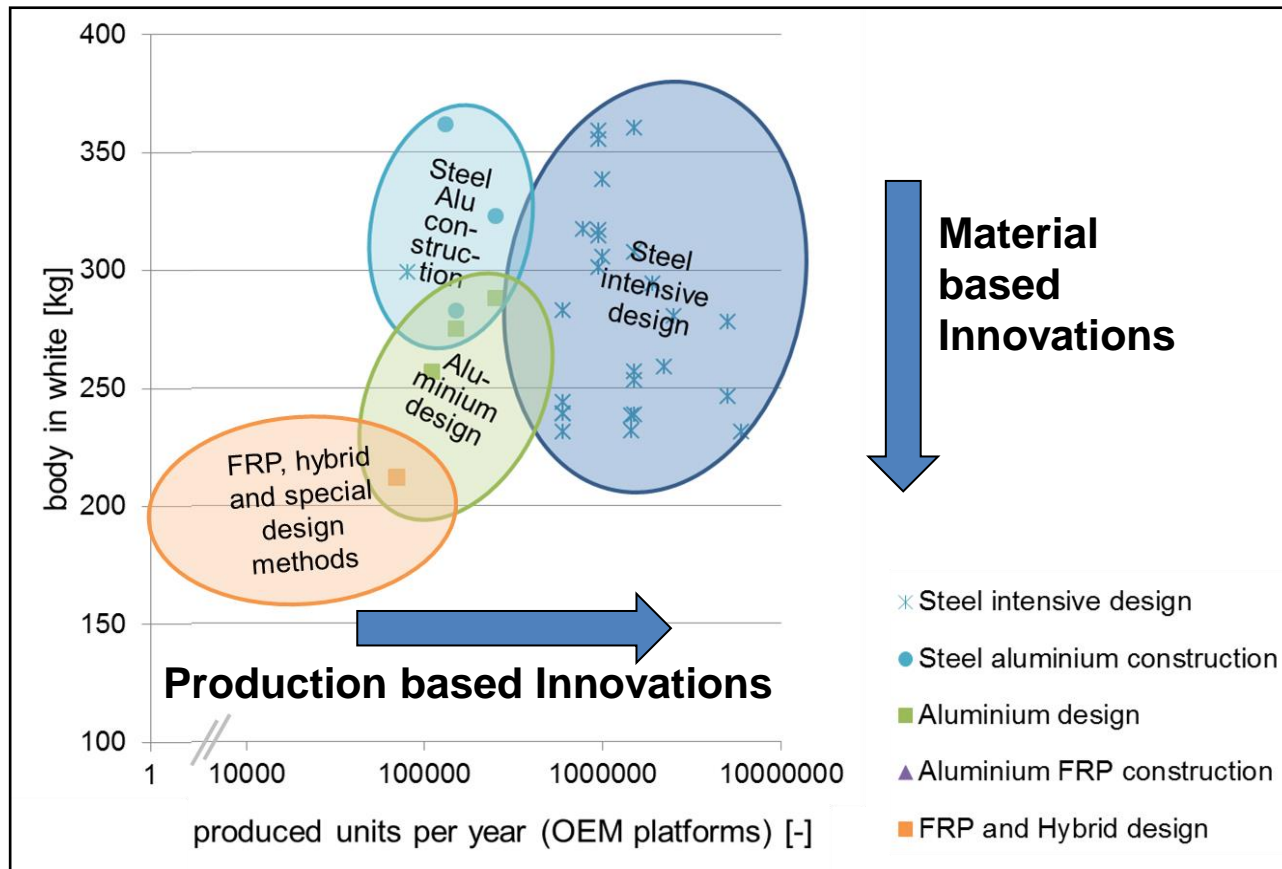 400
350
300
250
200
150
100
body in white [kg]
Steel
Alu
con-
struc-
tion
Steel
intensive
design
Alu-
minium
design
FRP, hybrid
and special
design
methods
Material
based
Innovations
Production based Innovations
1
10000
100000
1000000
10000000
produced units per year (OEM platforms) [-]
Steel intensive design
Steel aluminium construction
Aluminium design
Aluminium FRP construction
FRP and Hybrid design